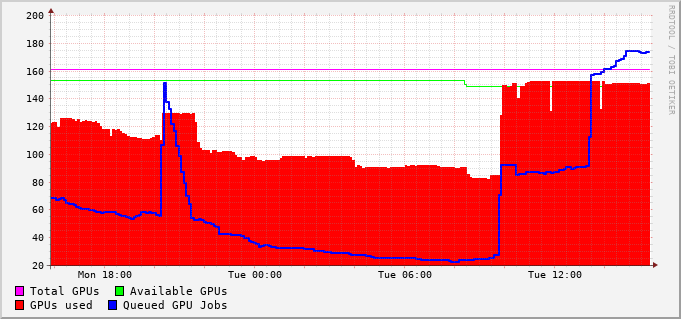 200
180
160
140
120
100
80
60
40
20
Mon 18:00 Tue 00:00 Tue 06:00 Tue 12:00
Total GPUs Available GPUs
GPUs used Queued GPU Jobs
RRDTOOL / TOBI OETIKER